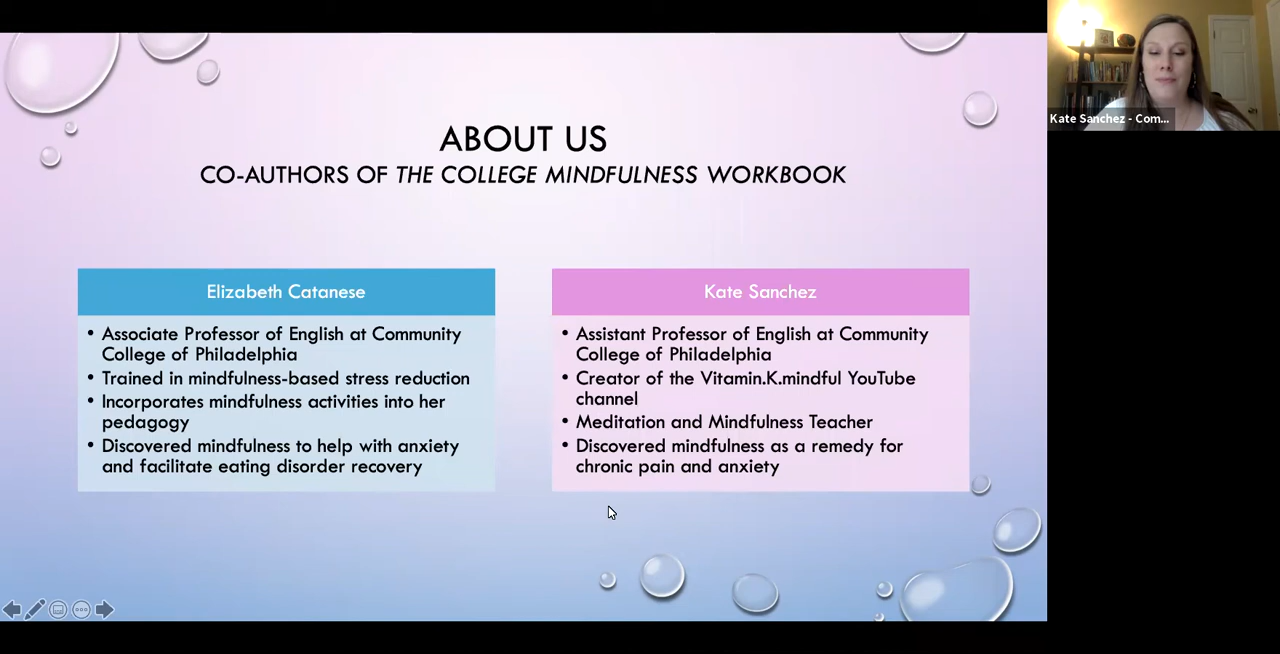 ABOUT US
CO-AUTHORS OF THE COLLEGE MINDFULNESS WORKBOOK
Elizabeth Catanese
• Associate Professor of English at Community
College of Philadelphia
• Trained in mindfulness-based stress reduction
• Incorporates mindfulness activities into her
pedagogy
• Discovered mindfulness to help with anxiety
and facilitate eating disorder recovery
Kate Sanchez
• Assistant Professor of English at Community
College of Philadelphia
• Creator of the Vitamin.K.mindful YouTube
channel
• Meditation and Mindfulness Teacher
• Discovered mindfulness as a remedy for
chronic pain and anxiety
Kate Sanchez - Com...